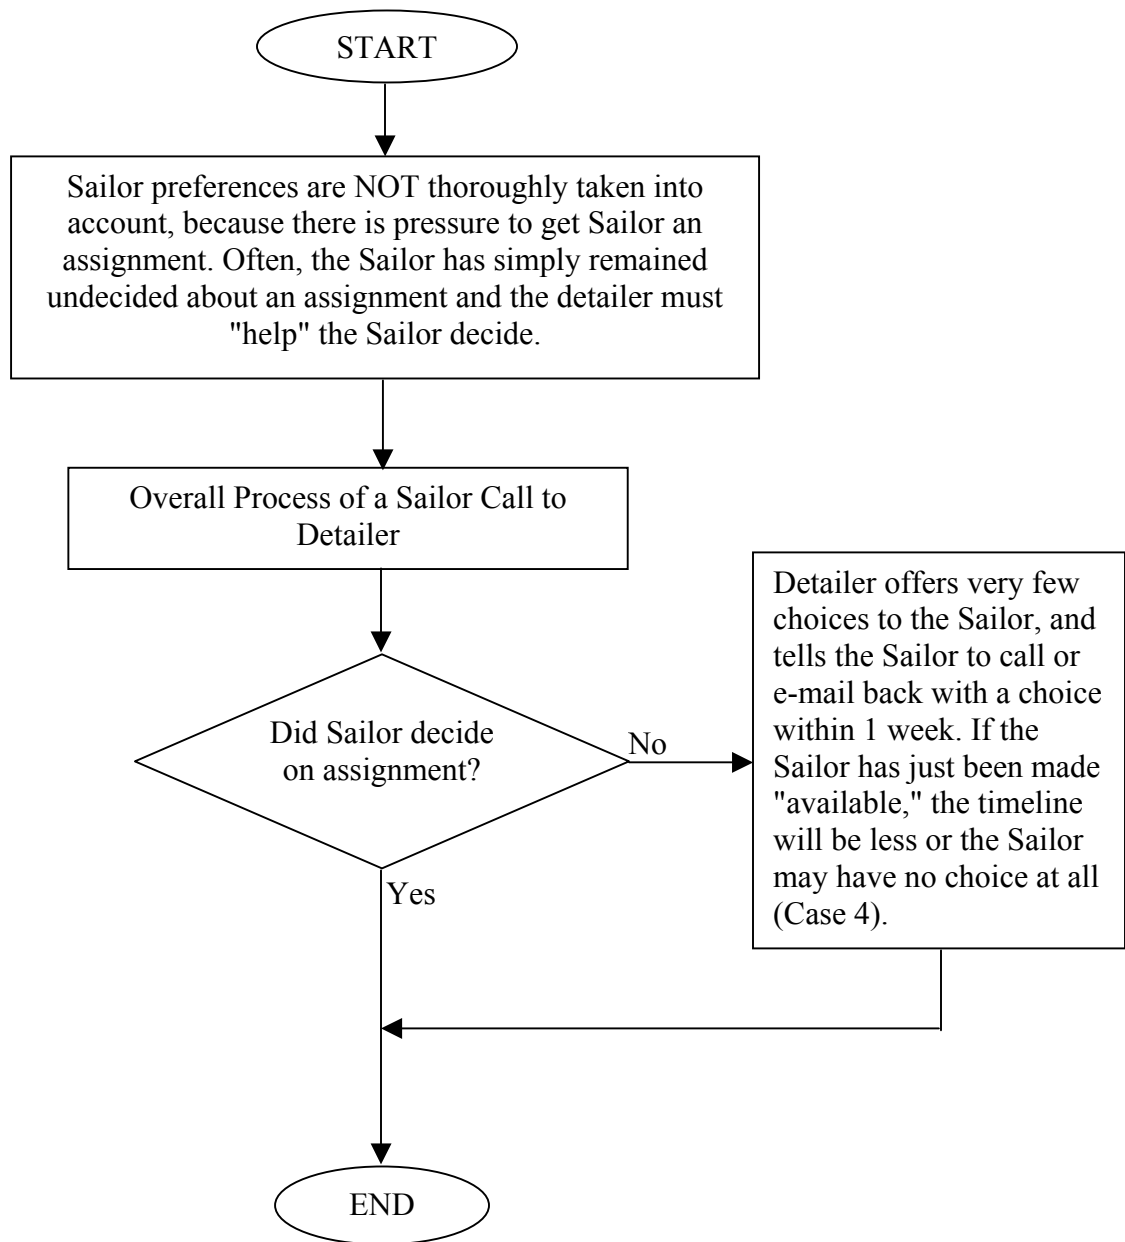 START
Sailor preferences are NOT thoroughly taken into
account, because there is pressure to get Sailor an
assignment. Often, the Sailor has simply remained
undecided about an assignment and the detailer must
"help" the Sailor decide.
Overall Process of a Sailor Call to
Detailer
Did Sailor decide
on assignment?
No
Detailer offers very few
choices to the Sailor, and
tells the Sailor to call or
e-mail back with a choice
within 1 week. If the
Sailor has just been made
"available," the timeline
will be less or the Sailor
may have no choice at all
(Case 4).
Yes
END